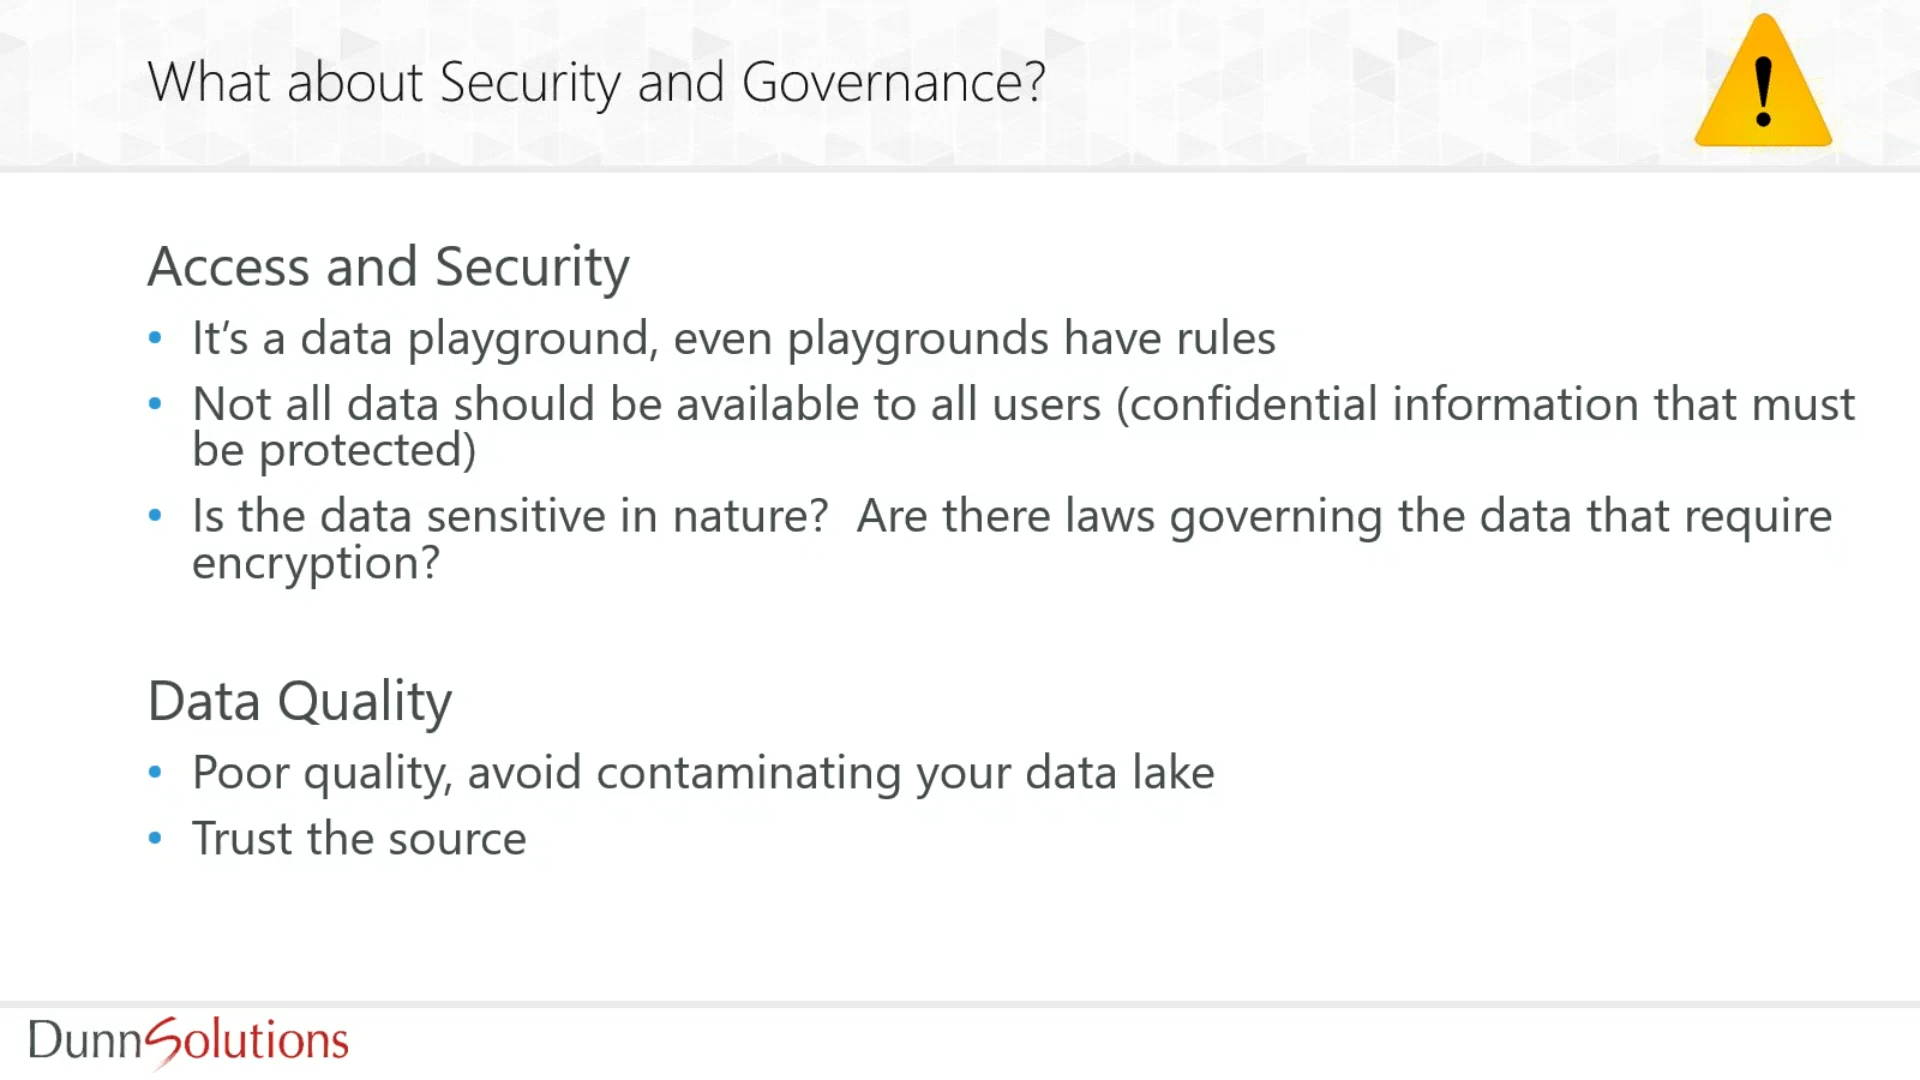 What about Security and Governance?
Access and Security
• It’s a data playground, even playgrounds have rules
• Not all data should be available to all users (confidential information that must
be protected)
• Is the data sensitive in nature?  Are there laws governing the data that require
encryption?
Data Quality
• Poor quality, avoid contaminating your data lake
• Trust the source
DunnSolutions